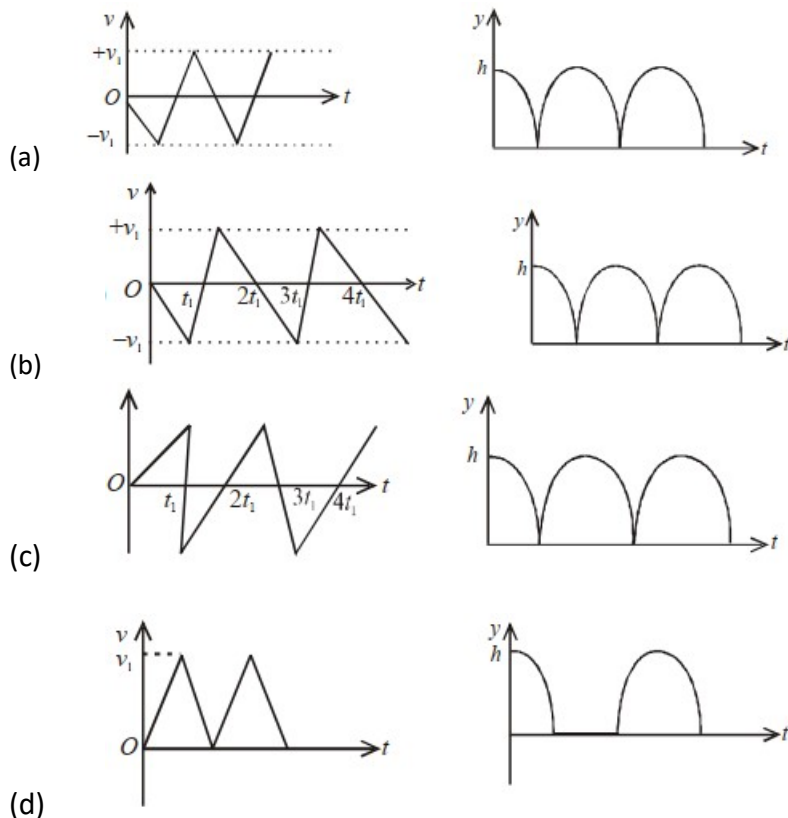 v y
+v₁ h
O t
−v₁ t
(a)
v y
+v₁ h
O t₁ 2t₁ 3t₁ 4t₁ t
−v₁ t
(b)
y
h
O t₁ 2t₁ 3t₁ 4t₁ t
t
(c)
v y
v₁ h
O t t
(d)